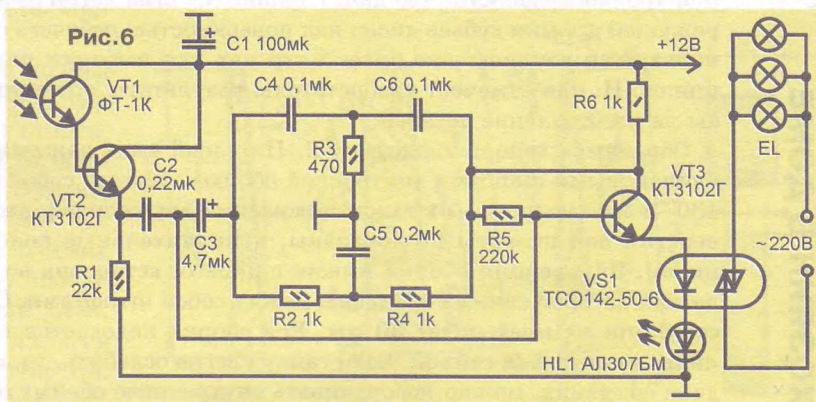 Рис.6
C1 100мк
+12В
VT1
ФТ-1К
C4 0,1мк
C6 0,1мк
R6 1k
R3
470
EL
C2
0,22мк
VT2
КТ3102Г
VT3
КТ3102Г
C3
4,7мк
C5 0,2мк
R5
220k
~220В
R1
22k
VS1
ТСО142-50-6
R2 1k
R4 1k
HL1 АЛ307БМ